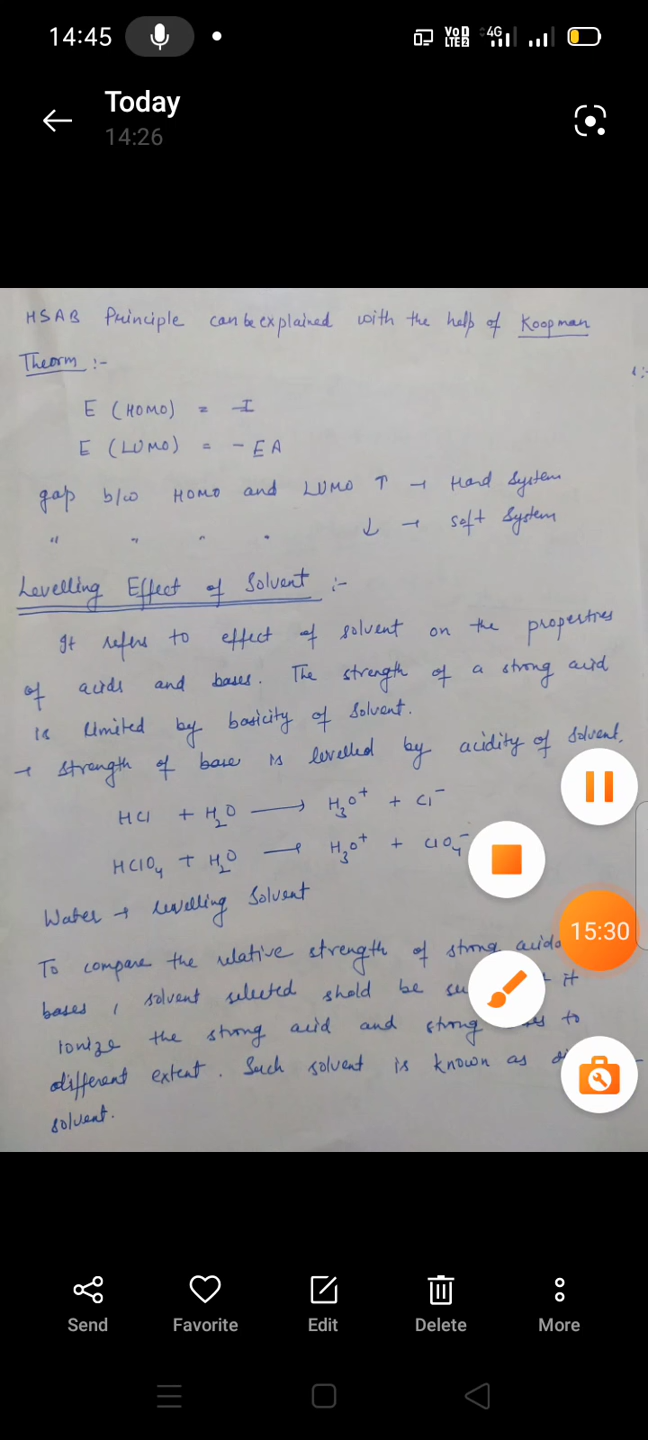 14:45
VoD
LTE2
4G
Today
14:26
HSAB Principle can be explained with the help of Koopman
Theorm :-
E (HOMO) = -I
E (LUMO) = - EA
gap b/w HOMO and LUMO ↑ → Hard System
" " " " ↓ → Soft System
Levelling Effect of Solvent :-
It refers to effect of solvent on the properties
of acids and bases. The strength of a strong acid
is limited by basicity of Solvent.
→ strength of base is levelled by acidity of Solvent.
HCl + H2O ⟶ H3O+ + Cl-
HClO4 + H2O ⟶ H3O+ + ClO4-
Water → Levelling Solvent
To compare the relative strength of strong acids
bases, solvent selected shold be it
ionize the strong acid and strong to
different extent. Such solvent is known as
solvent.
15:30
Send
Favorite
Edit
Delete
More